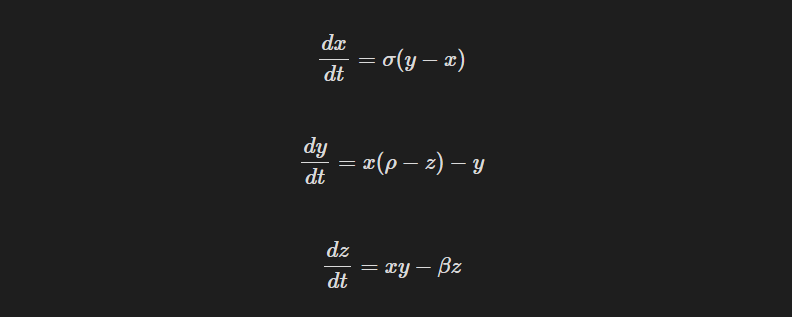 dx/dt = σ(y − x)
dy/dt = x(ρ − z) − y
dz/dt = xy − βz